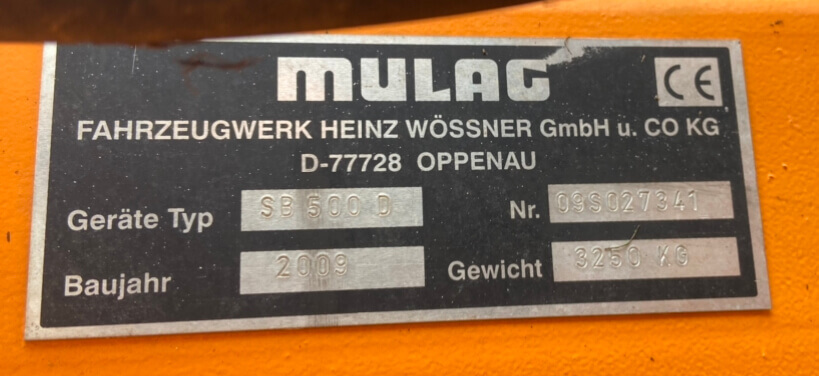 MULAG CE
FAHRZEUGWERK HEINZ WÖSSNER GmbH u. CO KG
D-77728 OPPENAU
Geräte Typ SB 500 D Nr. 09S027341
Baujahr 2009 Gewicht 3250 KG